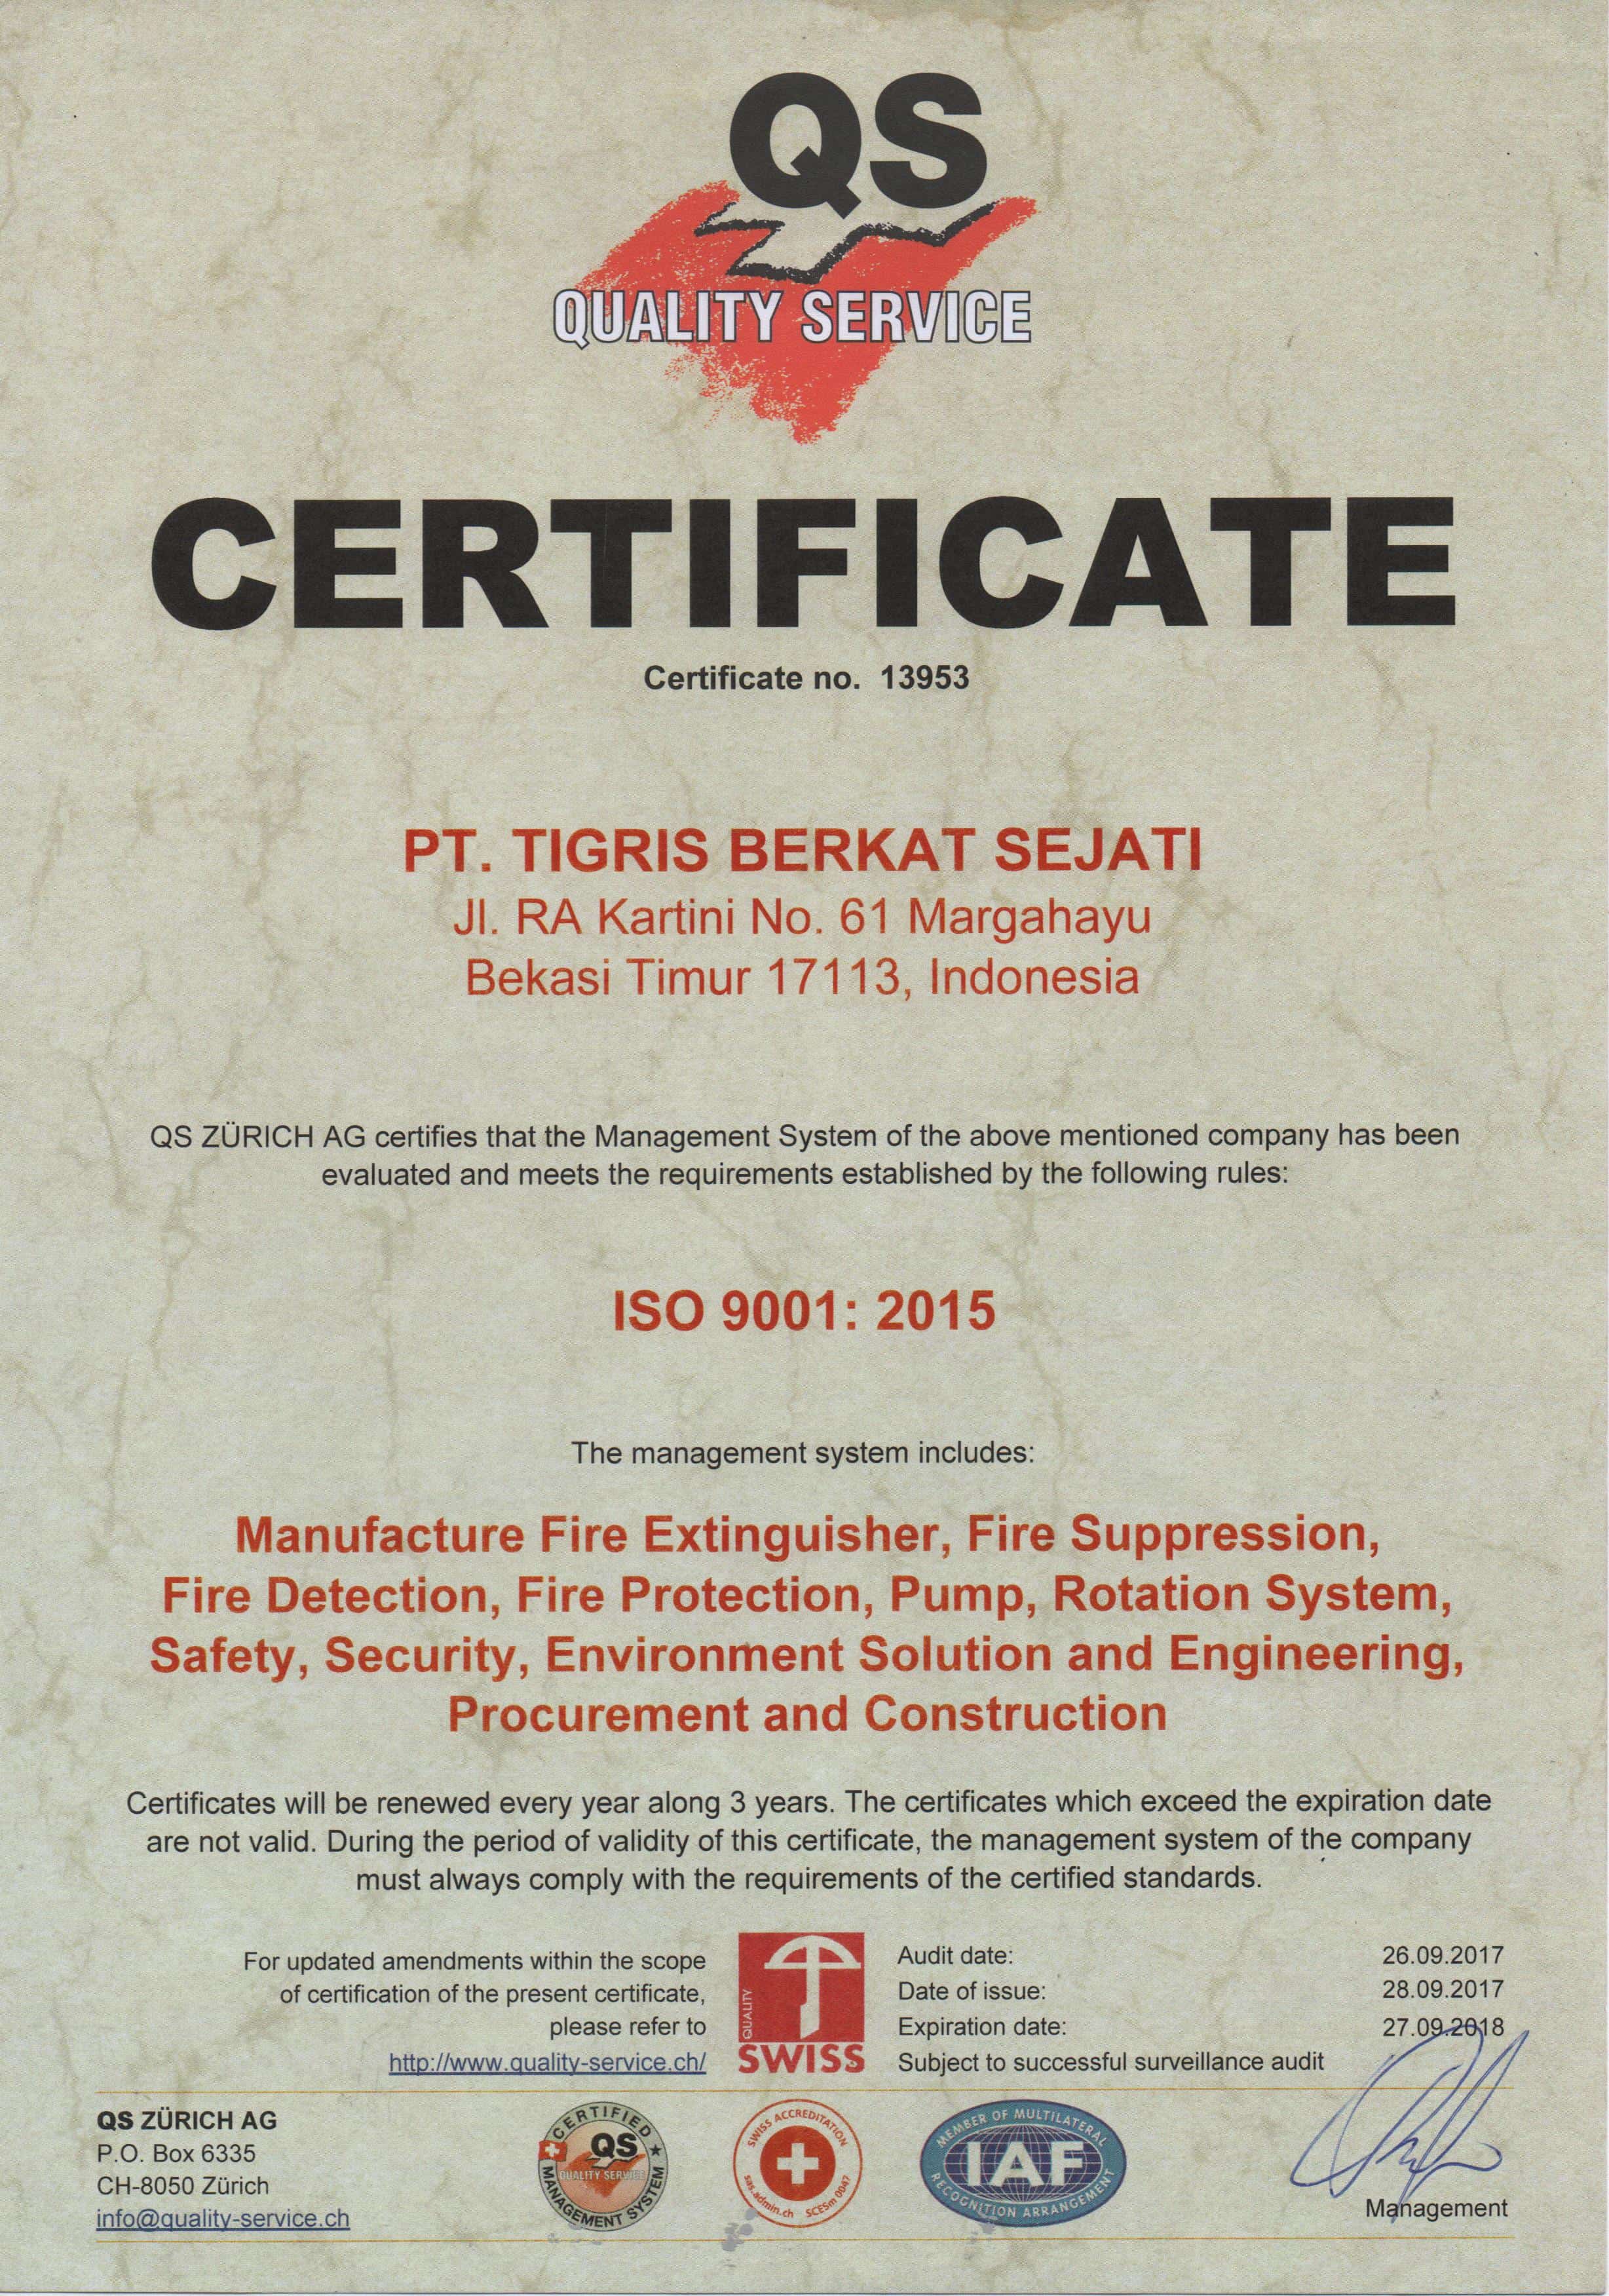 QS
QUALITY SERVICE
CERTIFICATE
Certificate no. 13953
PT. TIGRIS BERKAT SEJATI
Jl. RA Kartini No. 61 Margahayu
Bekasi Timur 17113, Indonesia
QS ZÜRICH AG certifies that the Management System of the above mentioned company has been
evaluated and meets the requirements established by the following rules:
ISO 9001: 2015
The management system includes:
Manufacture Fire Extinguisher, Fire Suppression,
Fire Detection, Fire Protection, Pump, Rotation System,
Safety, Security, Environment Solution and Engineering,
Procurement and Construction
Certificates will be renewed every year along 3 years. The certificates which exceed the expiration date
are not valid. During the period of validity of this certificate, the management system of the company
must always comply with the requirements of the certified standards.
For updated amendments within the scope
of certification of the present certificate,
please refer to
http://www.quality-service.ch/
QUALITY
SWISS
Audit date: 26.09.2017
Date of issue: 28.09.2017
Expiration date: 27.09.2018
Subject to successful surveillance audit
QS ZÜRICH AG
P.O. Box 6335
CH-8050 Zürich
info@quality-service.ch
CERTIFIED
QS
QUALITY SERVICE
MANAGEMENT SYSTEM
SWISS ACCREDITATION
sas.admin.ch SCESm 0047
MEMBER OF MULTILATERAL
IAF
RECOGNITION ARRANGEMENT
Management